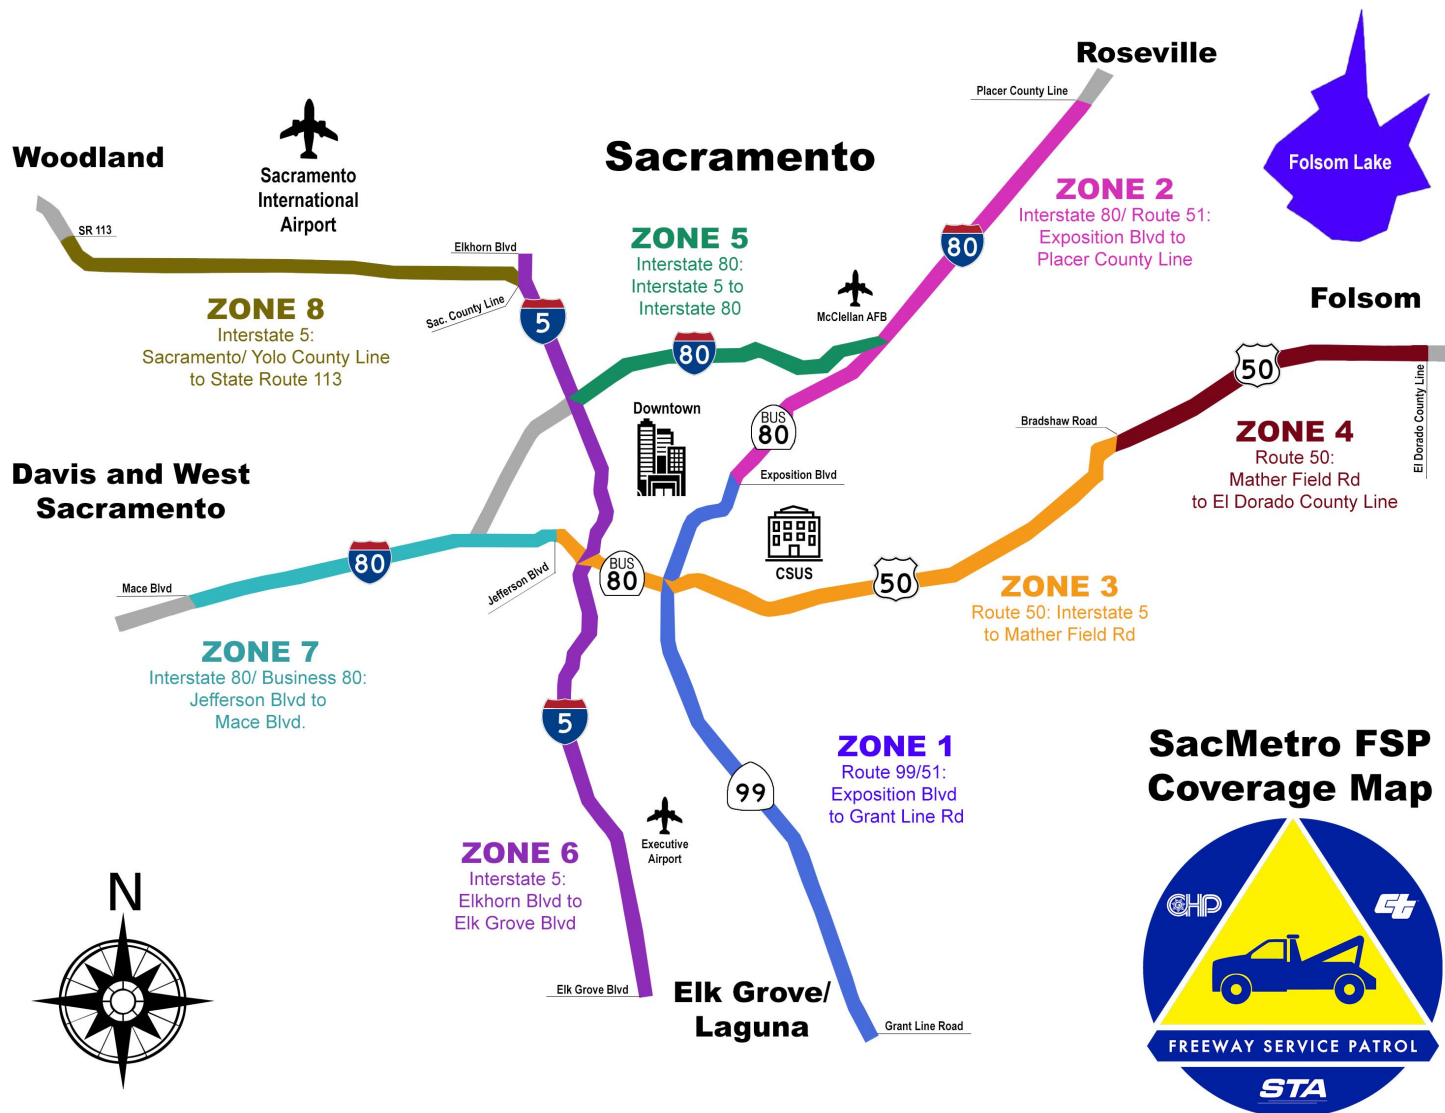 Roseville
Placer County Line
Folsom Lake
Woodland
Sacramento
International
Airport
Sacramento
ZONE 2
Interstate 80/ Route 51:
Exposition Blvd to
Placer County Line
SR 113
Elkhorn Blvd
ZONE 5
Interstate 80:
Interstate 5 to
Interstate 80
80
McClellan AFB
Folsom
ZONE 8
Interstate 5:
Sacramento/ Yolo County Line
to State Route 113
Sac. County Line
5
80
50
El Dorado County Line
Downtown
BUS
80
Bradshaw Road
ZONE 4
Route 50:
Mather Field Rd
to El Dorado County Line
Davis and West
Sacramento
Exposition Blvd
80
Mace Blvd
Jefferson Blvd
BUS
80
CSUS
50
ZONE 3
Route 50: Interstate 5
to Mather Field Rd
ZONE 7
Interstate 80/ Business 80:
Jefferson Blvd to
Mace Blvd.
5
ZONE 1
Route 99/51:
Exposition Blvd
to Grant Line Rd
99
SacMetro FSP
Coverage Map
Executive
Airport
ZONE 6
Interstate 5:
Elkhorn Blvd to
Elk Grove Blvd
N
CHP
ct
Elk Grove Blvd
Elk Grove/
Laguna
Grant Line Road
FREEWAY SERVICE PATROL
STA